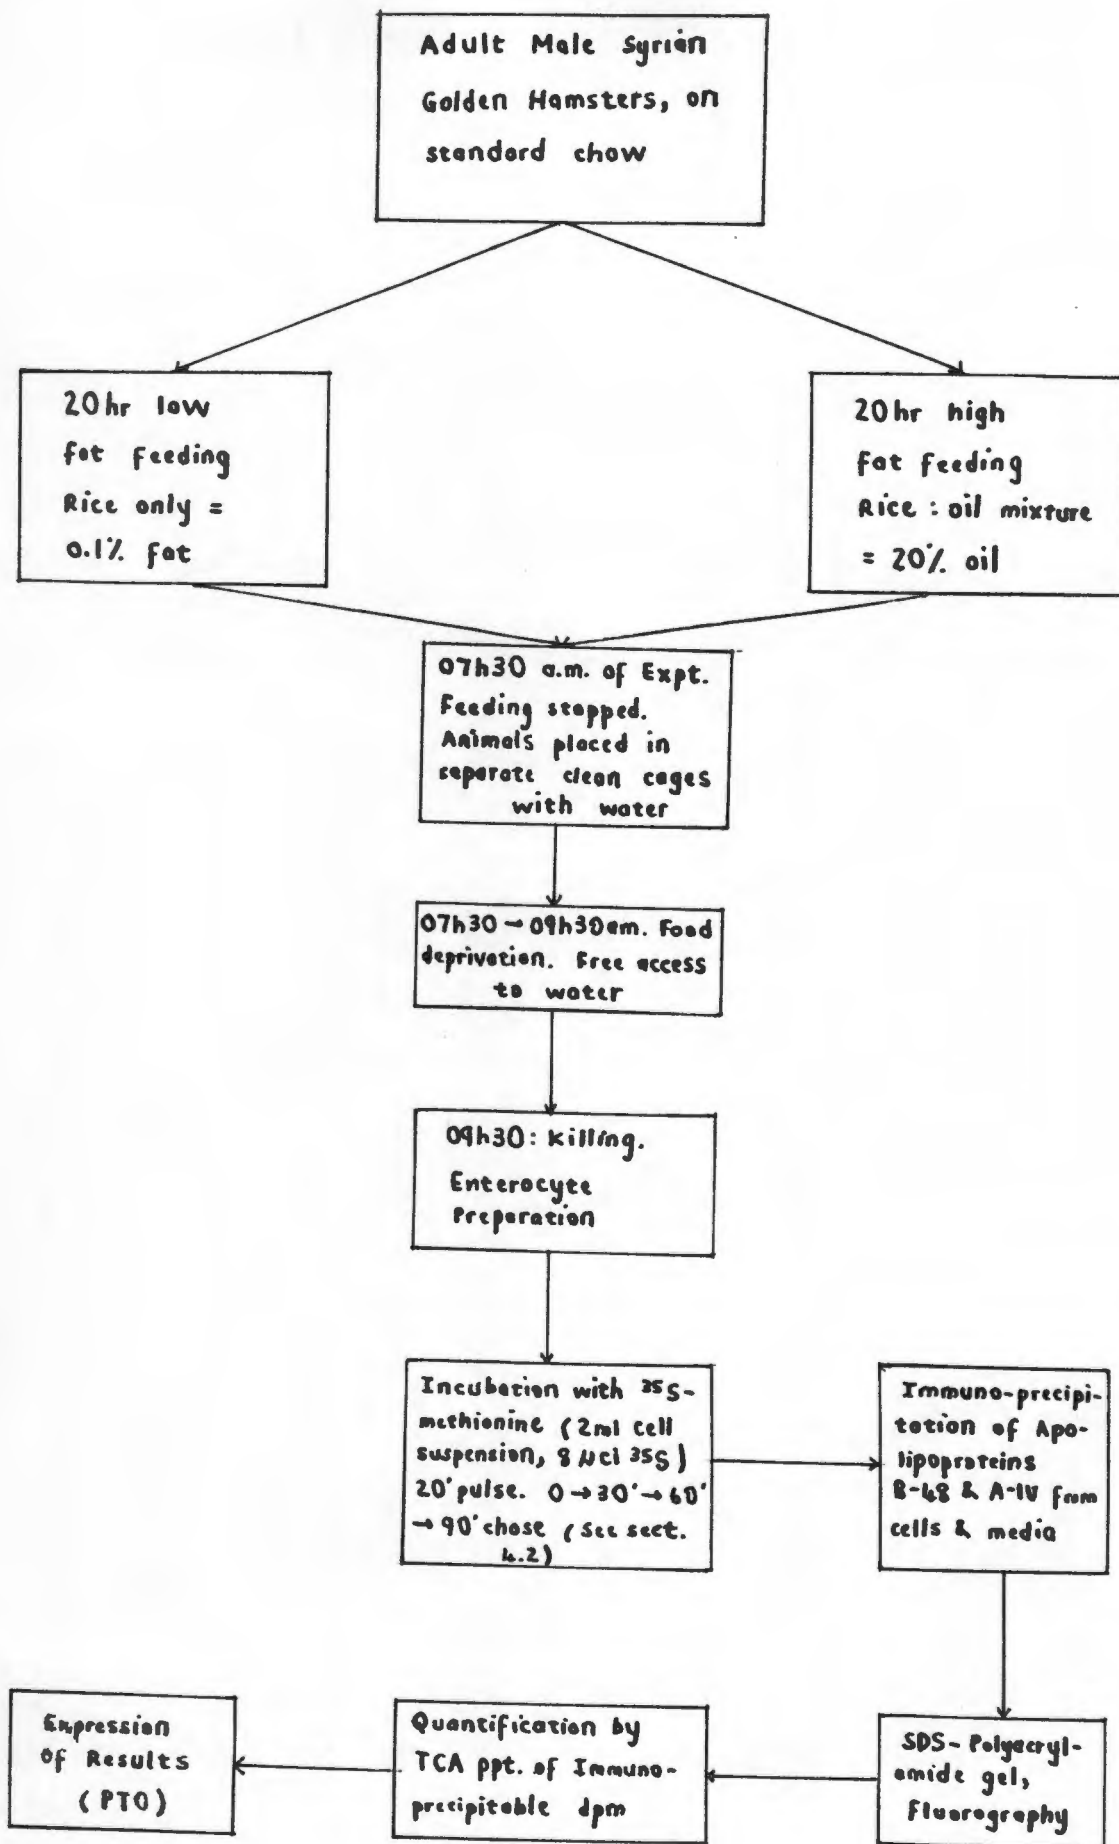 Adult Male Syrian
Golden Hamsters, on
standard chow
20hr low
fat feeding
Rice only =
0.1% fat
20hr high
fat feeding
Rice : oil mixture
= 20% oil
07h30 a.m. of Expt.
Feeding stopped.
Animals placed in
separate clean cages
with water
07h30 → 09h30am. Food
deprivation. Free access
to water
09h30: Killing.
Enterocyte
Preparation
Incubation with ³⁵S-
methionine (2ml cell
suspension, 8 µCi ³⁵S)
20' pulse. 0 → 30' → 60'
→ 90' chase (See sect.
4.2)
Immuno-precipi-
tation of Apo-
lipoproteins
B-48 & A-IV from
cells & media
SDS-Polyacryl-
amide gel,
Fluorography
Quantification by
TCA ppt. of Immuno-
precipitable dpm
Expression
of Results
(PTO)